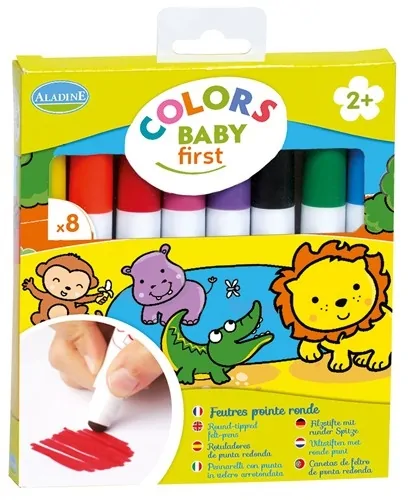 ALADINE
COLORS
BABY
first
2+
x8
Feutres pointe ronde
Round-tipped
felt-pens
Rotuladores
de punta redonda
Pennarelli con punta
in velcro arrotondata
Filzstifte mit
runder Spitze
Viltstiften met
ronde punt
Canetas de feltro
de ponta redonda